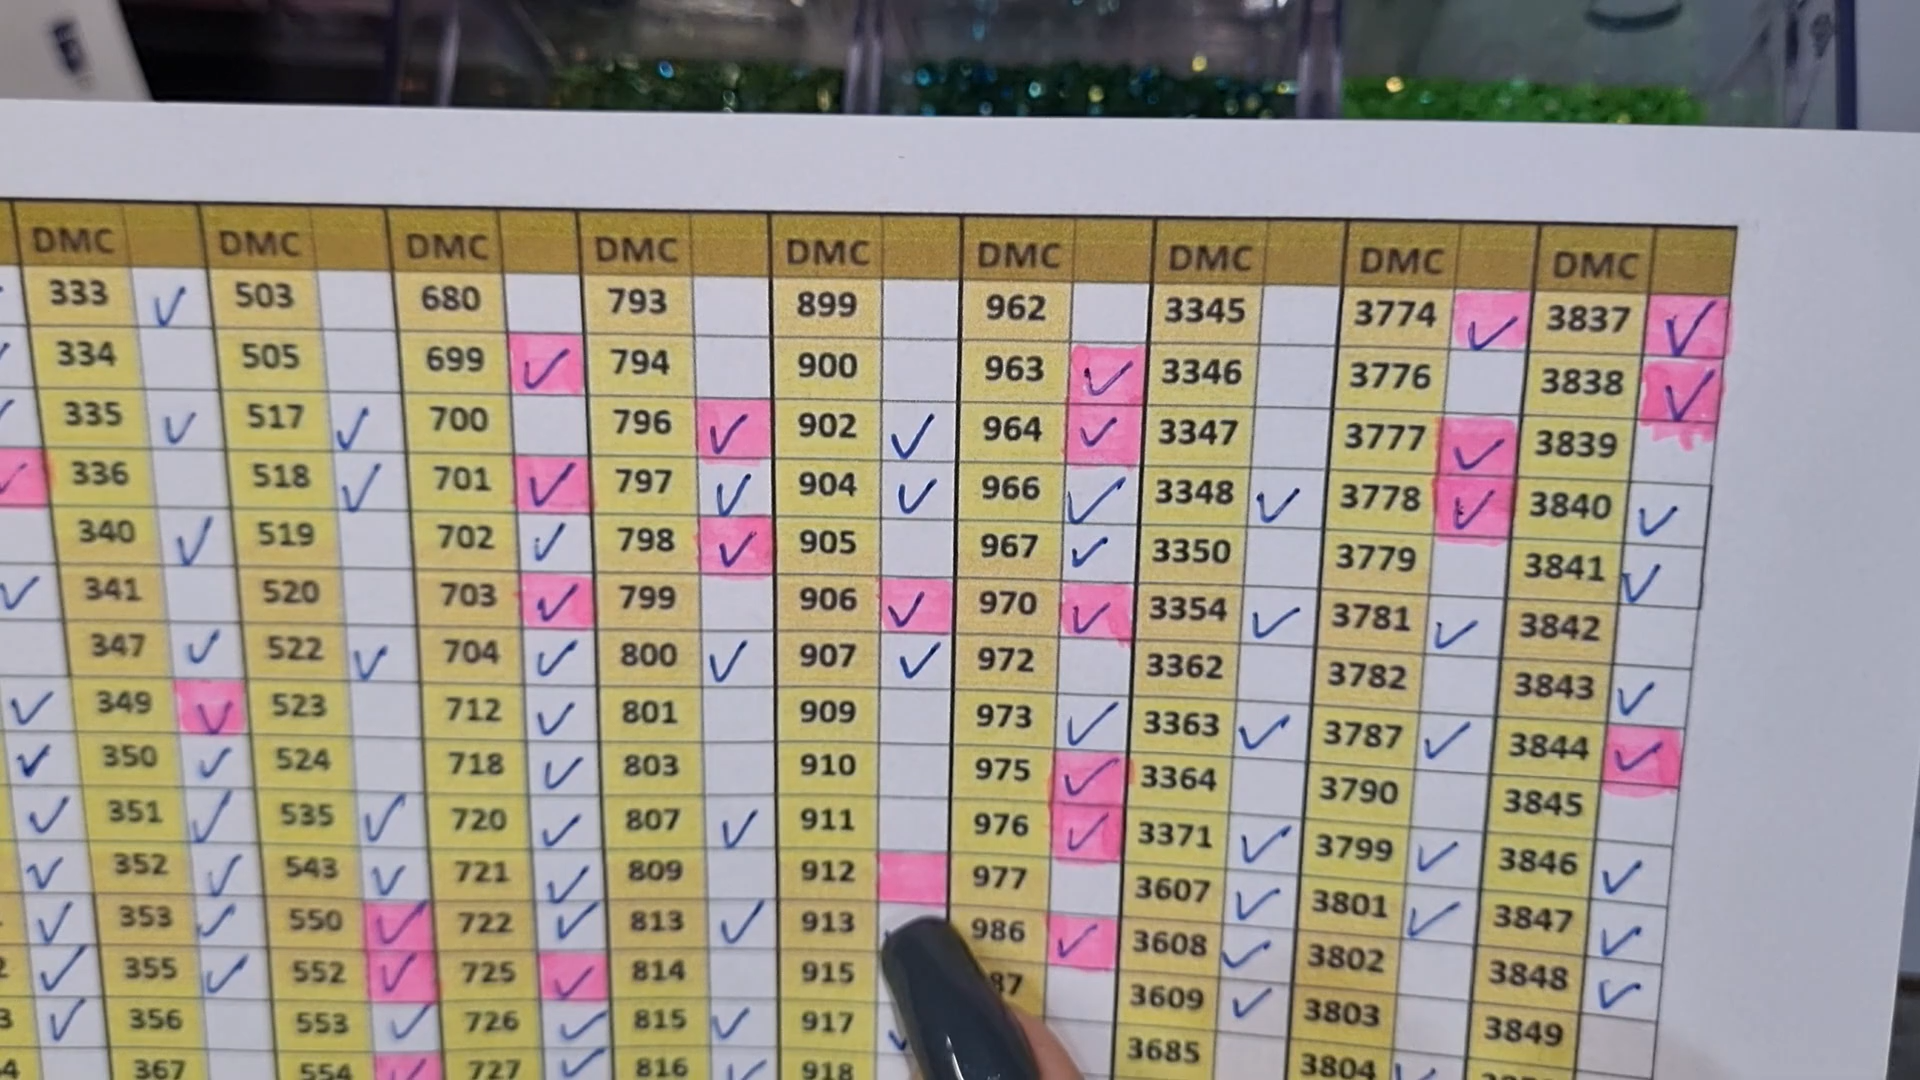 DMC DMC DMC DMC DMC DMC DMC DMC DMC
333 ✓ 503 680 793 899 962 3345 3774 ✓ 3837 ✓
334 505 699 ✓ 794 900 963 ✓ 3346 3776 3838 ✓
335 ✓ 517 ✓ 700 796 ✓ 902 ✓ 964 ✓ 3347 3777 ✓ 3839
336 518 ✓ 701 ✓ 797 ✓ 904 ✓ 966 ✓ 3348 ✓ 3778 ✓ 3840 ✓
340 ✓ 519 702 ✓ 798 ✓ 905 967 ✓ 3350 3779 3841 ✓
341 520 703 ✓ 799 906 ✓ 970 ✓ 3354 ✓ 3781 ✓ 3842
347 ✓ 522 ✓ 704 ✓ 800 ✓ 907 ✓ 972 3362 3782 3843 ✓
349 ✓ 523 712 ✓ 801 909 973 ✓ 3363 ✓ 3787 ✓ 3844 ✓
350 ✓ 524 718 ✓ 803 910 975 ✓ 3364 3790 3845
351 ✓ 535 ✓ 720 ✓ 807 ✓ 911 976 ✓ 3371 ✓ 3799 ✓ 3846 ✓
352 ✓ 543 ✓ 721 ✓ 809 912 977 3607 ✓ 3801 ✓ 3847 ✓
353 ✓ 550 ✓ 722 ✓ 813 ✓ 913 986 ✓ 3608 ✓ 3802 3848 ✓
355 ✓ 552 ✓ 725 ✓ 814 915 87 3609 ✓ 3803 3849
356 553 ✓ 726 ✓ 815 ✓ 917 3685 3804 ✓
367 554 ✓ 727 ✓ 816 ✓ 918